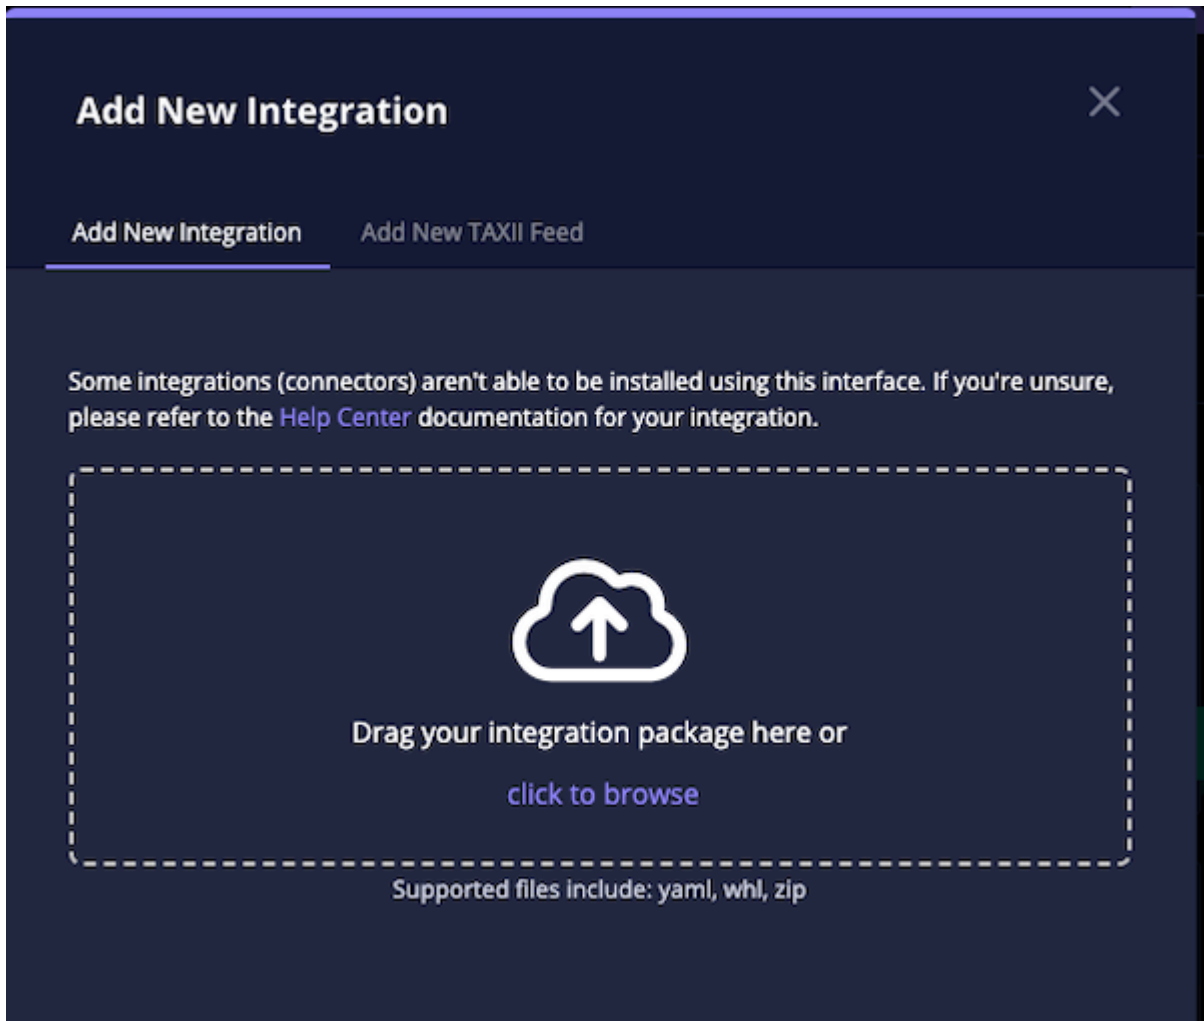 Add New Integration
Add New Integration
Add New TAXII Feed
Some integrations (connectors) aren't able to be installed using this interface. If you're unsure,
please refer to the Help Center documentation for your integration.
Drag your integration package here or
click to browse
Supported files include: yaml, whl, zip